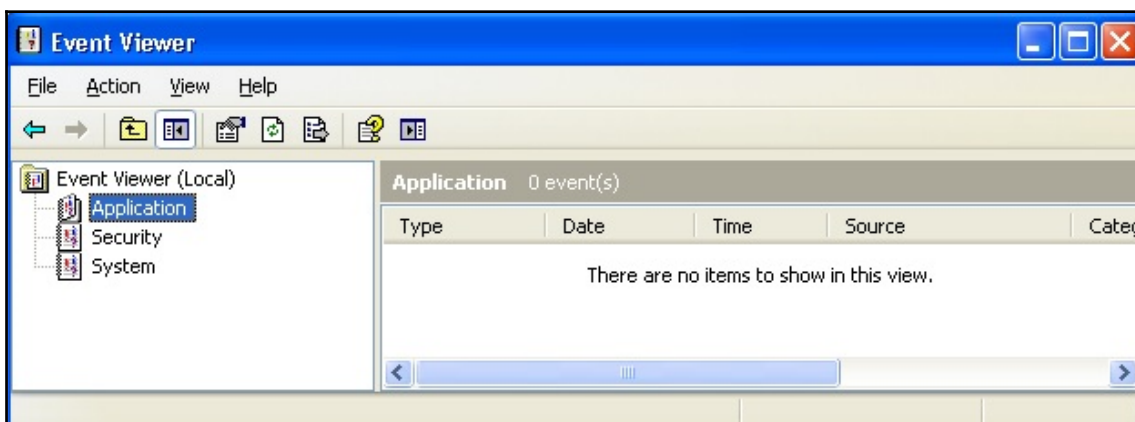 Event Viewer
File Action View Help
Event Viewer (Local)
Application
Security
System
Application 0 event(s)
Type Date Time Source Categ
There are no items to show in this view.